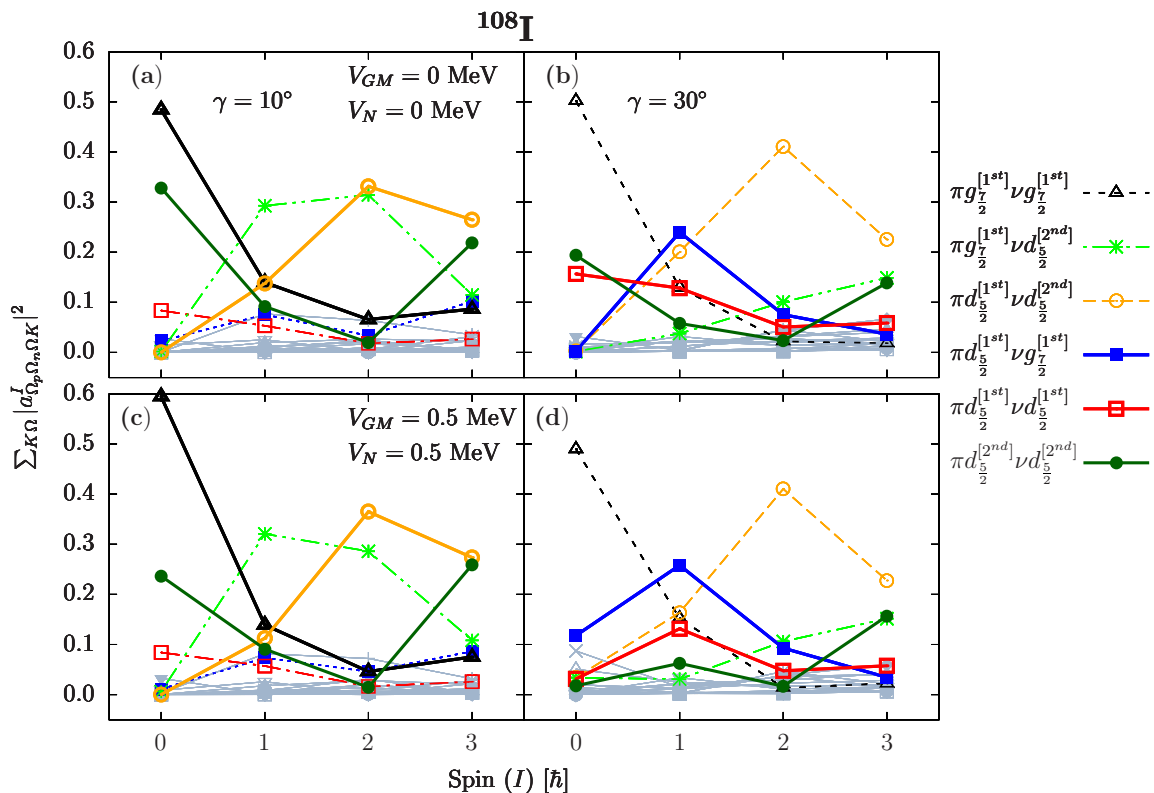 ¹⁰⁸I
(a) V_{GM} = 0 MeV
γ = 10°
V_N = 0 MeV
(b)
γ = 30°
0.6
0.5
0.4
0.3
0.2
0.1
0.0
(c) V_{GM} = 0.5 MeV
V_N = 0.5 MeV
(d)
0.6
0.5
0.4
0.3
0.2
0.1
0.0
0 1 2 3 0 1 2 3
Spin (I) [ℏ]
∑_{KΩ} |a^I_{Ω_pΩ_nΩK}|²
πg_{7/2}^{[1st]}νg_{7/2}^{[1st]}
πg_{7/2}^{[1st]}νd_{5/2}^{[2nd]}
πd_{5/2}^{[1st]}νd_{5/2}^{[2nd]}
πd_{5/2}^{[1st]}νg_{7/2}^{[1st]}
πd_{5/2}^{[1st]}νd_{5/2}^{[1st]}
πd_{5/2}^{[2nd]}νd_{5/2}^{[2nd]}